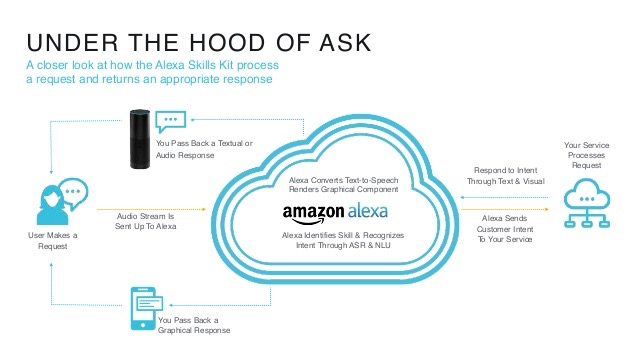 UNDER THE HOOD OF ASK
A closer look at how the Alexa Skills Kit process
a request and returns an appropriate response
You Pass Back a Textual or
Audio Response
User Makes a
Request
Audio Stream Is
Sent Up To Alexa
Alexa Converts Text-to-Speech
Renders Graphical Component
amazon alexa
Alexa Identifies Skill & Recognizes
Intent Through ASR & NLU
Respond to Intent
Through Text & Visual
Alexa Sends
Customer Intent
To Your Service
Your Service
Processes
Request
You Pass Back a
Graphical Response